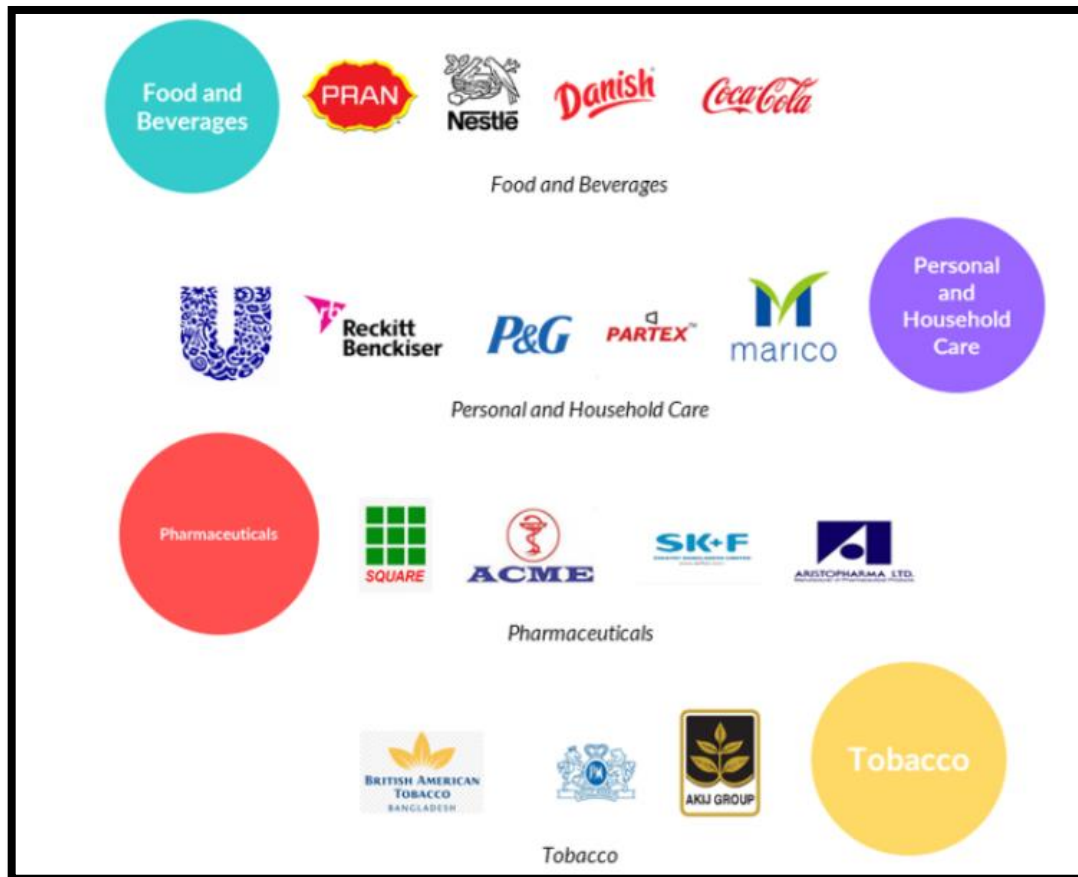 Food and
Beverages
PRAN
Nestlé
Danish
Coca-Cola
Food and Beverages
rb
Reckitt
Benckiser
P&G
PARTEX
marico
Personal
and
Household
Care
Personal and Household Care
Pharmaceuticals
SQUARE
ACME
SK+F
ARISTOPHARMA LTD.
Pharmaceuticals
BRITISH AMERICAN
TOBACCO
BANGLADESH
PM
AKIJ GROUP
Tobacco
Tobacco